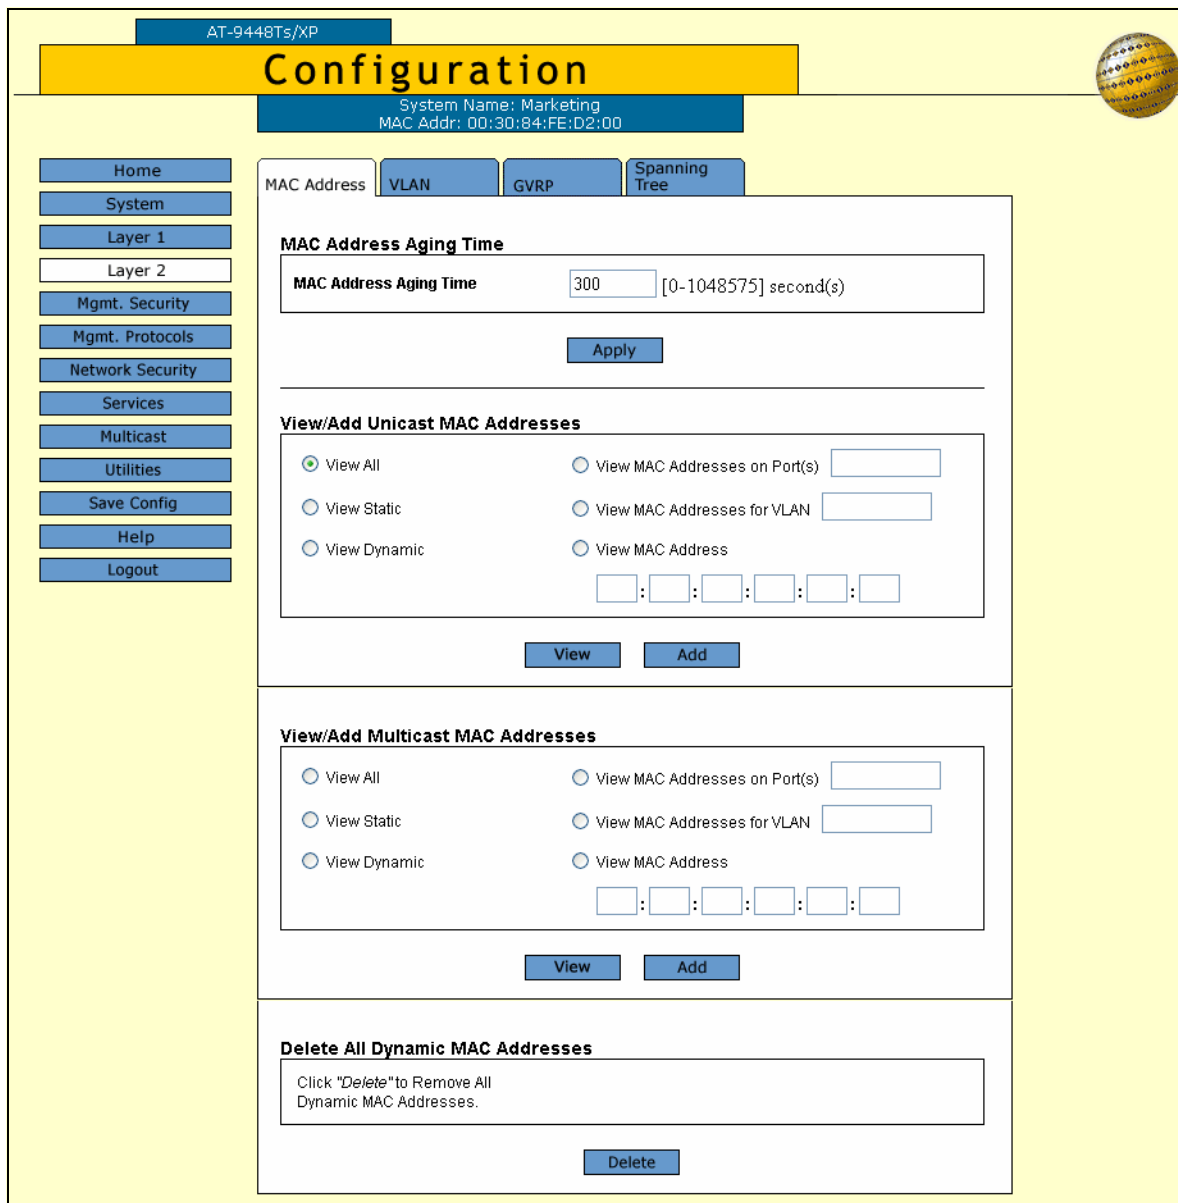 AT-9448Ts/XP
Configuration
System Name: Marketing
MAC Addr: 00:30:84:FE:D2:00
Home
System
Layer 1
Layer 2
Mgmt. Security
Mgmt. Protocols
Network Security
Services
Multicast
Utilities
Save Config
Help
Logout
MAC Address
VLAN
GVRP
Spanning
Tree
MAC Address Aging Time
MAC Address Aging Time 300 [0-1048575] second(s)
Apply
View/Add Unicast MAC Addresses
View All View MAC Addresses on Port(s)
View Static View MAC Addresses for VLAN
View Dynamic View MAC Address
: : : : :
View Add
View/Add Multicast MAC Addresses
View All View MAC Addresses on Port(s)
View Static View MAC Addresses for VLAN
View Dynamic View MAC Address
: : : : :
View Add
Delete All Dynamic MAC Addresses
Click "Delete" to Remove All
Dynamic MAC Addresses.
Delete